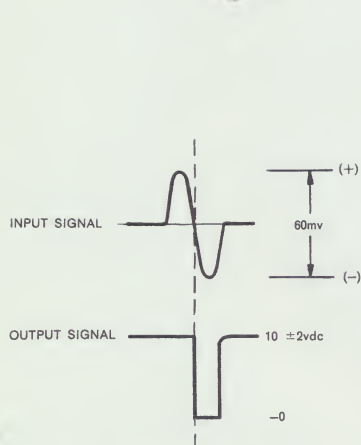 (+)
INPUT SIGNAL
60mv
(−)
OUTPUT SIGNAL
10 ±2vdc
−0